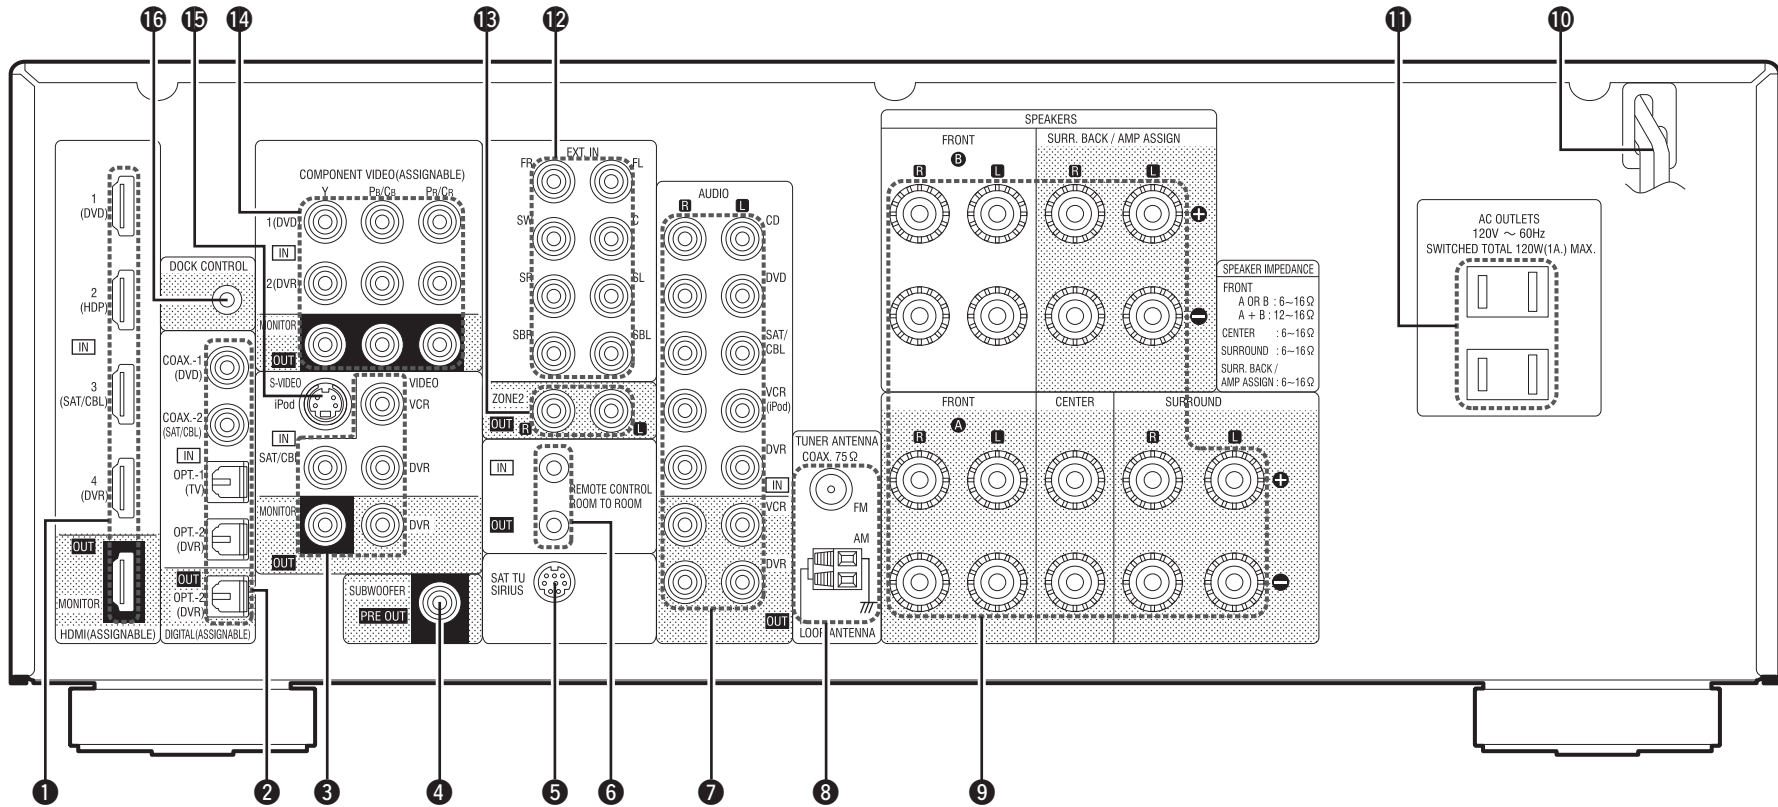 16 15 14 13 12 11 10
1
(DVD)
2
(HDP)
IN
3
(SAT/CBL)
4
(DVR)
OUT
MONITOR
HDMI(ASSIGNABLE)
DOCK CONTROL
COAX.-1
(DVD)
COAX.-2
(SAT/CBL)
IN
OPT.-1
(TV)
OPT.-2
(DVR)
OUT
OPT.-2
(DVR)
DIGITAL(ASSIGNABLE)
COMPONENT VIDEO(ASSIGNABLE)
Y PB/CB PR/CR
1(DVD
IN
2(DVR
MONITOR
OUT
S-VIDEO VIDEO
iPod VCR
IN
SAT/CBL DVR
MONITOR DVR
OUT
SUBWOOFER
PRE OUT
EXT. IN
FR FL
SW C
SR SL
SBR SBL
ZONE2
OUT R L
IN
REMOTE CONTROL
ROOM TO ROOM
OUT
SAT TU
SIRIUS
AUDIO
R L
CD
DVD
SAT/
CBL
VCR
(iPod)
DVR
IN
VCR
DVR
OUT
TUNER ANTENNA
COAX. 75 Ω
FM
AM
LOOP ANTENNA
SPEAKERS
FRONT SURR. BACK / AMP ASSIGN
B
R L R L
+
−
FRONT CENTER SURROUND
A
R L R L
+
−
SPEAKER IMPEDANCE
FRONT
A OR B : 6~16 Ω
A + B : 12~16 Ω
CENTER : 6~16 Ω
SURROUND : 6~16 Ω
SURR. BACK /
AMP ASSIGN : 6~16 Ω
AC OUTLETS
120V ~ 60Hz
SWITCHED TOTAL 120W(1A.) MAX.
1 2 3 4 5 6 7 8 9